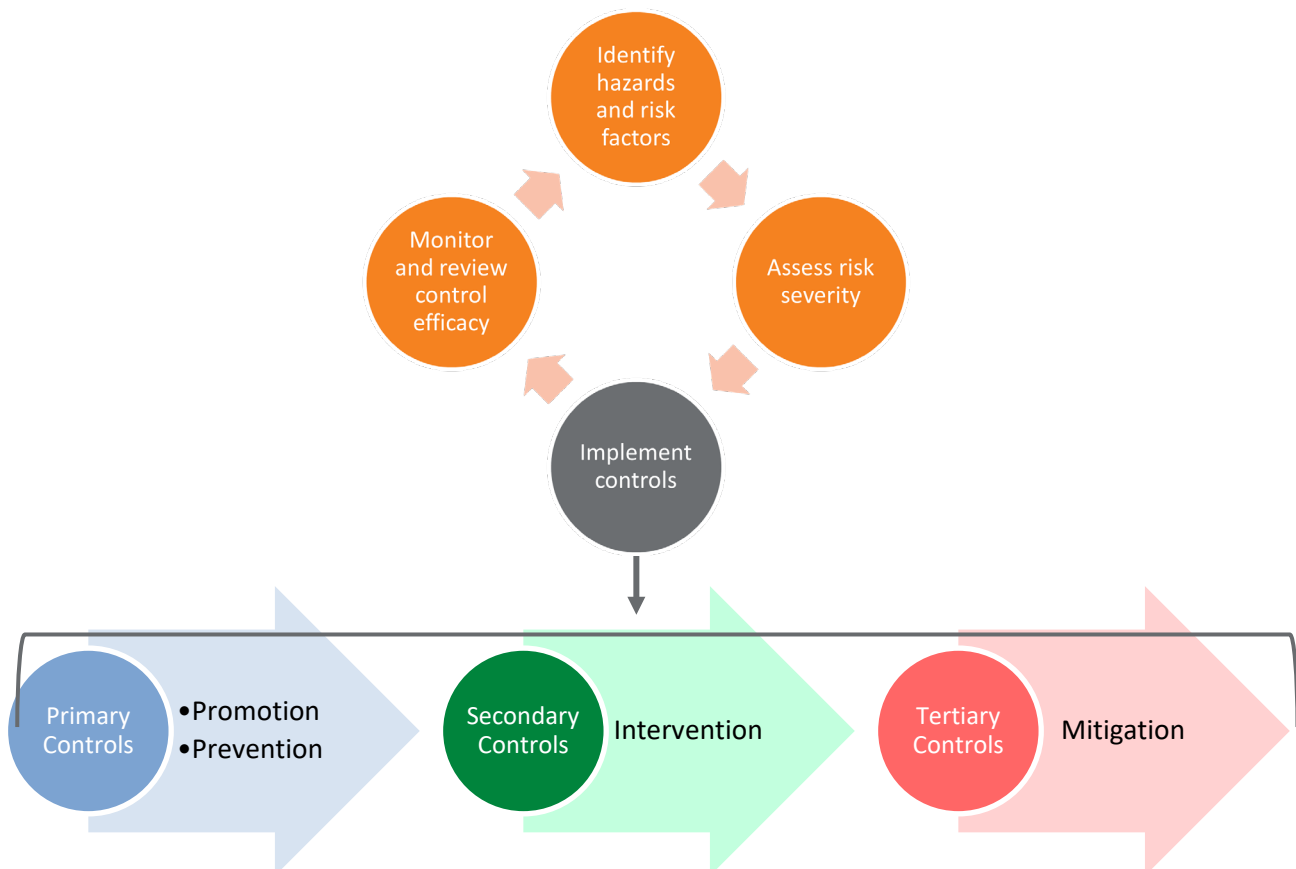 Identify
hazards
and risk
factors
Monitor
and review
control
efficacy
Assess risk
severity
Implement
controls
Primary
Controls
•Promotion
•Prevention
Secondary
Controls
Intervention
Tertiary
Controls
Mitigation